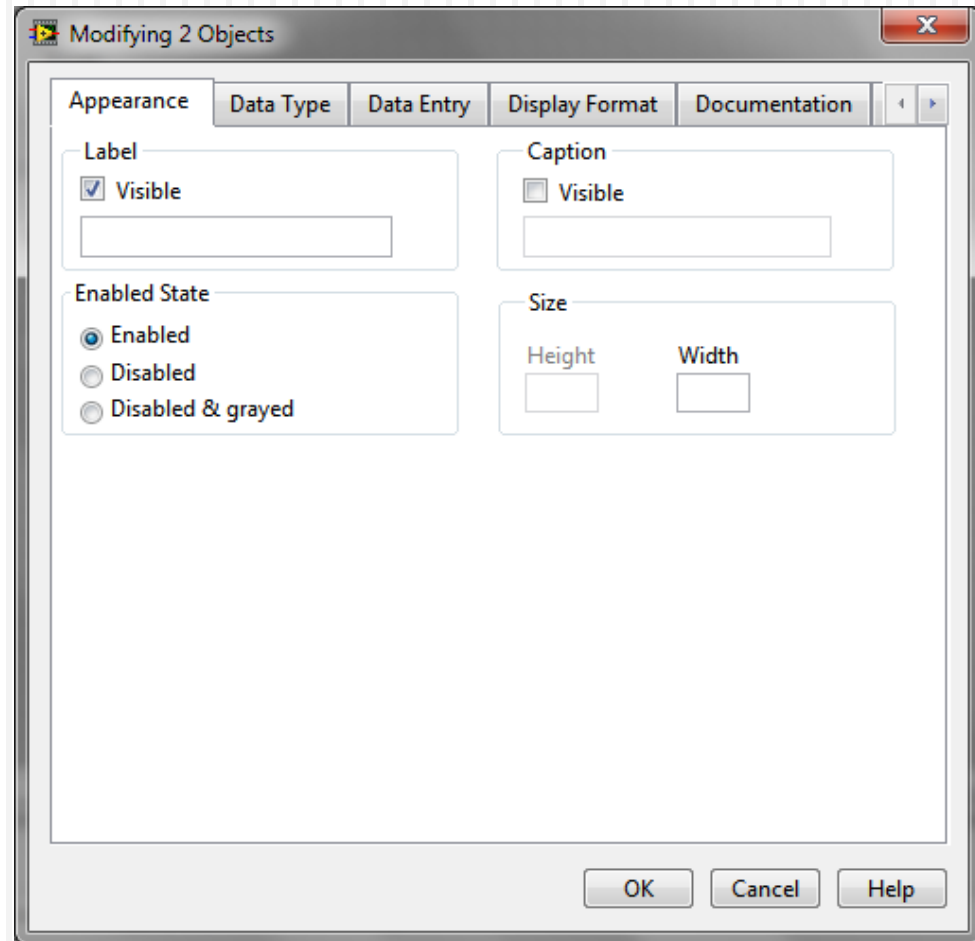 Modifying 2 Objects
Appearance Data Type Data Entry Display Format Documentation
Label
Visible
Caption
Visible
Enabled State
Enabled
Disabled
Disabled & grayed
Size
Height Width
OK Cancel Help